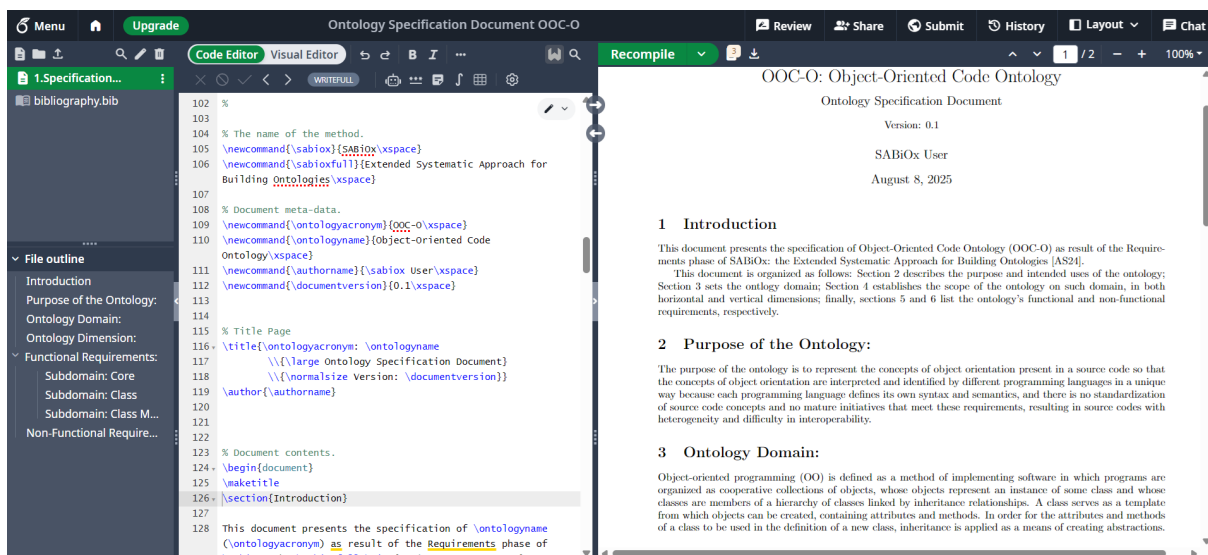 Menu
Upgrade
Ontology Specification Document OOC-O
Review
Share
Submit
History
Layout
Chat
Code Editor
Visual Editor
B
I
Recompile
3
1
/ 2
100%
1.Specification...
bibliography.bib
WRITEFULL
File outline
Introduction
Purpose of the Ontology:
Ontology Domain:
Ontology Dimension:
Functional Requirements:
Subdomain: Core
Subdomain: Class
Subdomain: Class M...
Non-Functional Require...
102 %
103
104 % The name of the method.
105 \newcommand{\sabiox}{SABiOx\xspace}
106 \newcommand{\sabioxfull}{Extended Systematic Approach for
Building Ontologies\xspace}
107
108 % Document meta-data.
109 \newcommand{\ontologyacronym}{OOC-O\xspace}
110 \newcommand{\ontologyname}{Object-Oriented Code
Ontology\xspace}
111 \newcommand{\authorname}{\sabiox User\xspace}
112 \newcommand{\documentversion}{0.1\xspace}
113
114
115 % Title Page
116 \title{\ontologyacronym: \ontologyname
117 \\{\large Ontology Specification Document}
118 \\{\normalsize Version: \documentversion}}
119 \author{\authorname}
120
121
122
123 % Document contents.
124 \begin{document}
125 \maketitle
126 \section{Introduction}
127
128 This document presents the specification of \ontologyname
(\ontologyacronym) as result of the Requirements phase of
OOC-O: Object-Oriented Code Ontology
Ontology Specification Document
Version: 0.1
SABiOx User
August 8, 2025
1 Introduction
This document presents the specification of Object-Oriented Code Ontology (OOC-O) as result of the Require-
ments phase of SABiOx: the Extended Systematic Approach for Building Ontologies [AS24].
This document is organized as follows: Section 2 describes the purpose and intended uses of the ontology;
Section 3 sets the ontlogy domain; Section 4 establishes the scope of the ontology on such domain, in both
horizontal and vertical dimensions; finally, sections 5 and 6 list the ontology's functional and non-functional
requirements, respectively.
2 Purpose of the Ontology:
The purpose of the ontology is to represent the concepts of object orientation present in a source code so that
the concepts of object orientation are interpreted and identified by different programming languages in a unique
way because each programming language defines its own syntax and semantics, and there is no standardization
of source code concepts and no mature initiatives that meet these requirements, resulting in source codes with
heterogeneity and difficulty in interoperability.
3 Ontology Domain:
Object-oriented programming (OO) is defined as a method of implementing software in which programs are
organized as cooperative collections of objects, whose objects represent an instance of some class and whose
classes are members of a hierarchy of classes linked by inheritance relationships. A class serves as a template
from which objects can be created, containing attributes and methods. In order for the attributes and methods
of a class to be used in the definition of a new class, inheritance is applied as a means of creating abstractions.